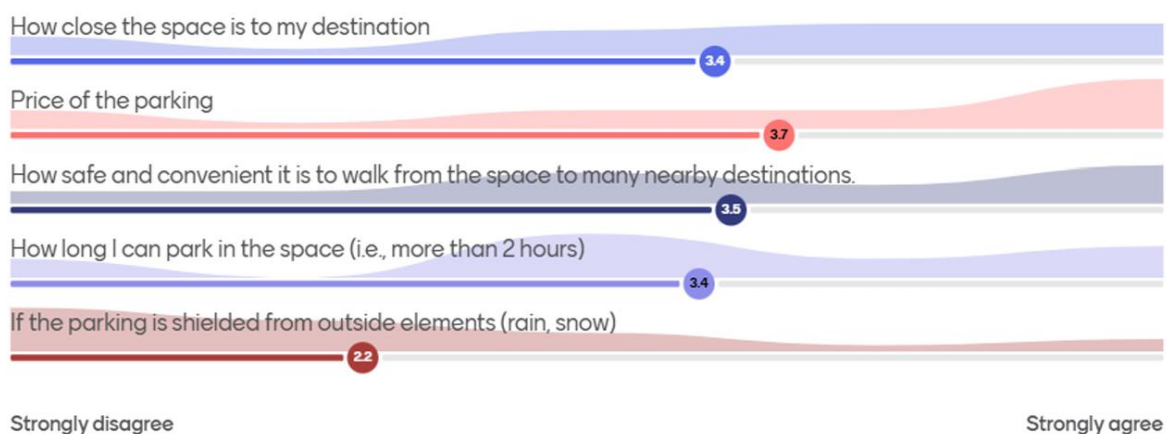 How close the space is to my destination
3.4
Price of the parking
3.7
How safe and convenient it is to walk from the space to many nearby destinations.
3.5
How long I can park in the space (i.e., more than 2 hours)
3.4
If the parking is shielded from outside elements (rain, snow)
2.2
Strongly disagree
Strongly agree